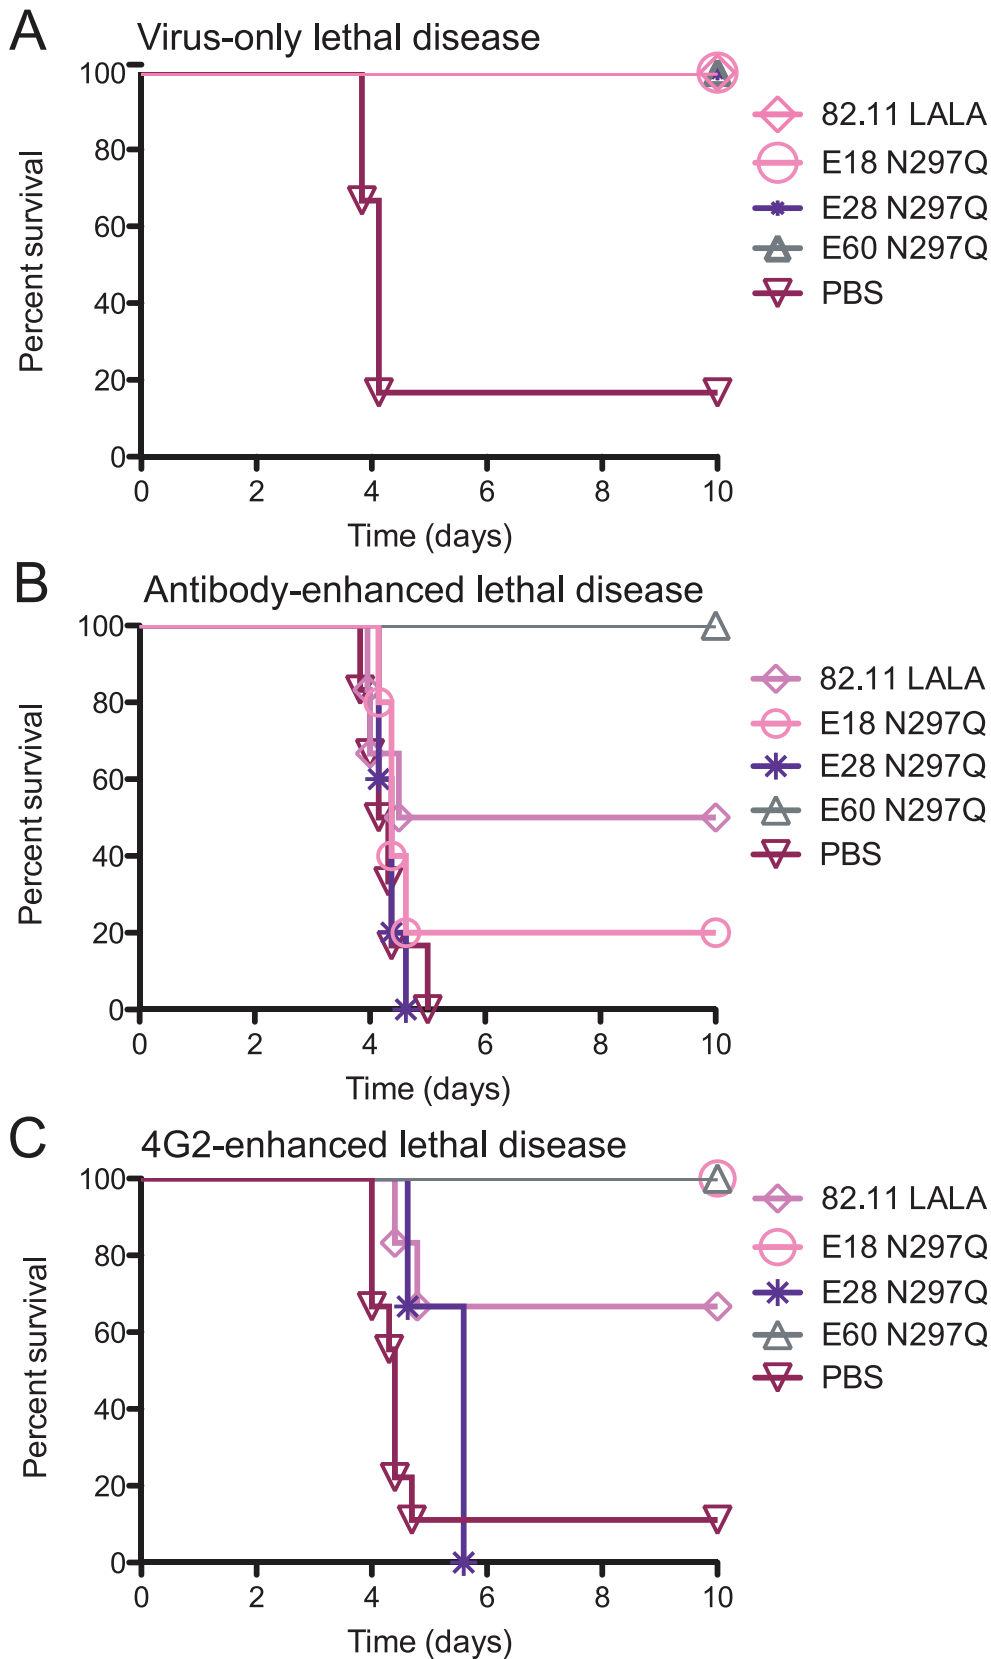 A
Virus-only lethal disease
100
80
60
40
20
0
Percent survival
0 2 4 6 8 10
Time (days)
82.11 LALA
E18 N297Q
E28 N297Q
E60 N297Q
PBS
B
Antibody-enhanced lethal disease
100
80
60
40
20
0
Percent survival
0 2 4 6 8 10
Time (days)
82.11 LALA
E18 N297Q
E28 N297Q
E60 N297Q
PBS
C
4G2-enhanced lethal disease
100
80
60
40
20
0
Percent survival
0 2 4 6 8 10
Time (days)
82.11 LALA
E18 N297Q
E28 N297Q
E60 N297Q
PBS